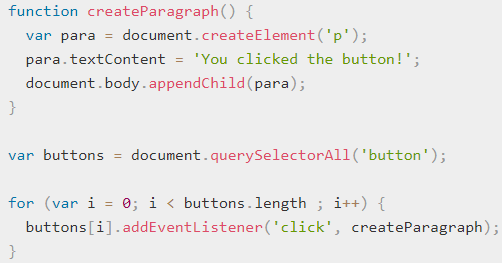 function createParagraph() {
  var para = document.createElement('p');
  para.textContent = 'You clicked the button!';
  document.body.appendChild(para);
}

var buttons = document.querySelectorAll('button');

for (var i = 0; i < buttons.length ; i++) {
  buttons[i].addEventListener('click', createParagraph);
}